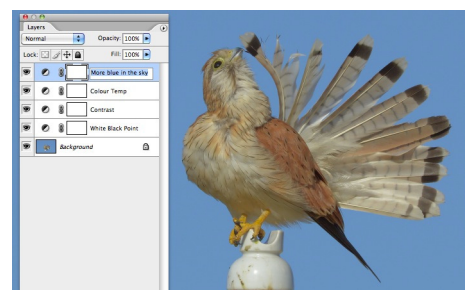 Layers
Normal Opacity: 100%
Lock: Fill: 100%
More blue in the sky
Colour Temp
Contrast
White Black Point
Background